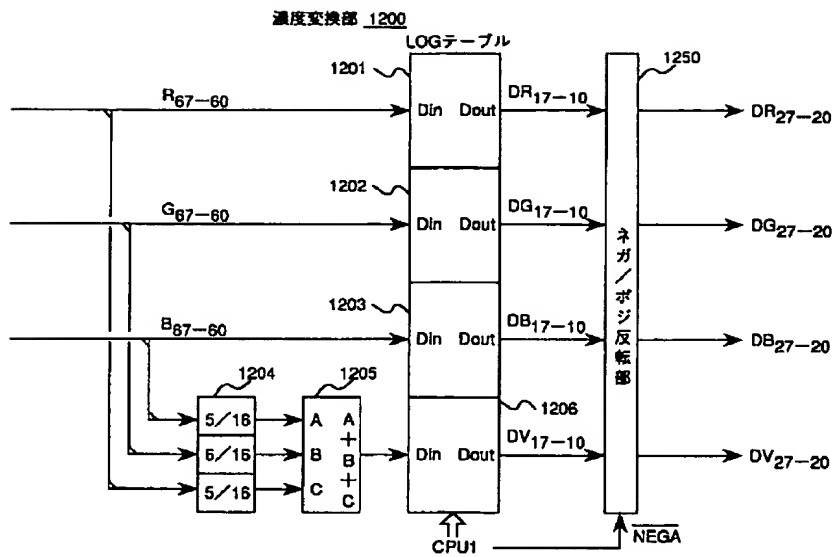 濃度変換部 1200
LOGテーブル
1201
1250
R67−60
Din Dout
DR17−10
DR27−20
1202
G67−60
Din Dout
DG17−10
DG27−20
1203
B67−60
Din Dout
DB17−10
DB27−20
ネガ/ポジ反転部
1204
1205
1206
5/16
6/16
5/16
A
B
C
A+B+C
Din Dout
DV17−10
DV27−20
CPU1
NEGA